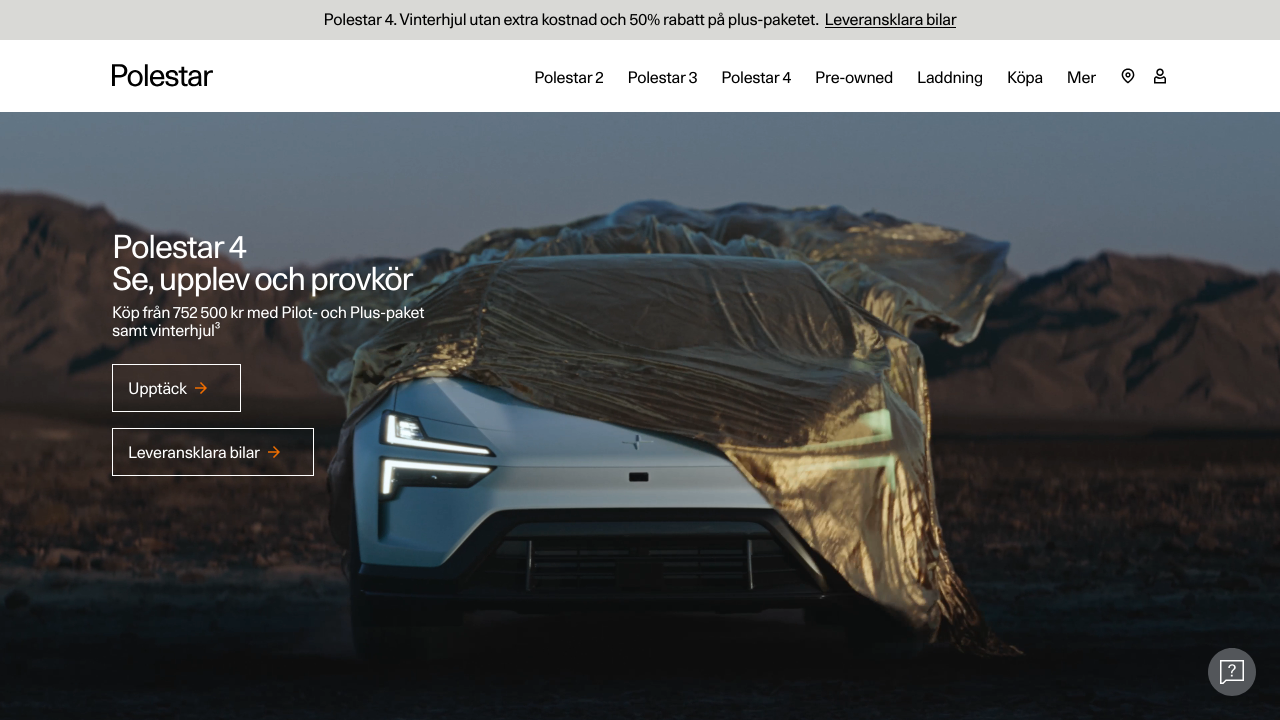 Polestar 4. Vinterhjul utan extra kostnad och 50% rabatt på plus-paketet. Leveransklara bilar
Polestar
Polestar 2 Polestar 3 Polestar 4 Pre-owned Laddning Köpa Mer
Polestar 4
Se, upplev och provkör
Köp från 752 500 kr med Pilot- och Plus-paket
samt vinterhjul³
Upptäck
Leveransklara bilar